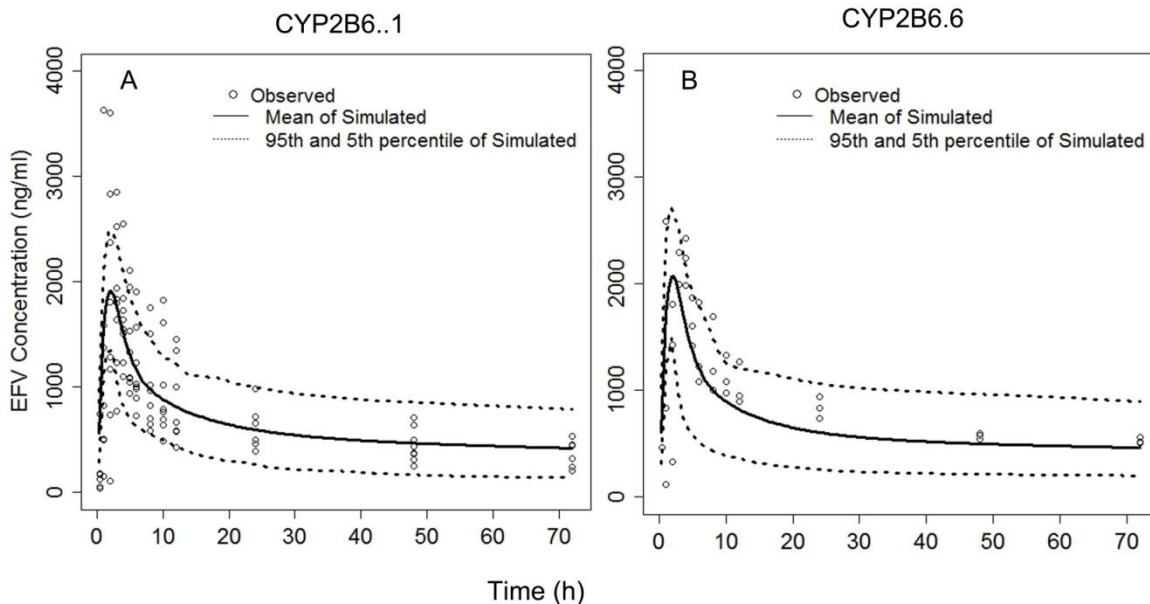 CYP2B6..1
CYP2B6.6
A
Observed
Mean of Simulated
95th and 5th percentile of Simulated
B
Observed
Mean of Simulated
95th and 5th percentile of Simulated
EFV Concentration (ng/ml)
4000
3000
2000
1000
0
4000
3000
2000
1000
0
0 10 20 30 40 50 60 70
0 10 20 30 40 50 60 70
Time (h)